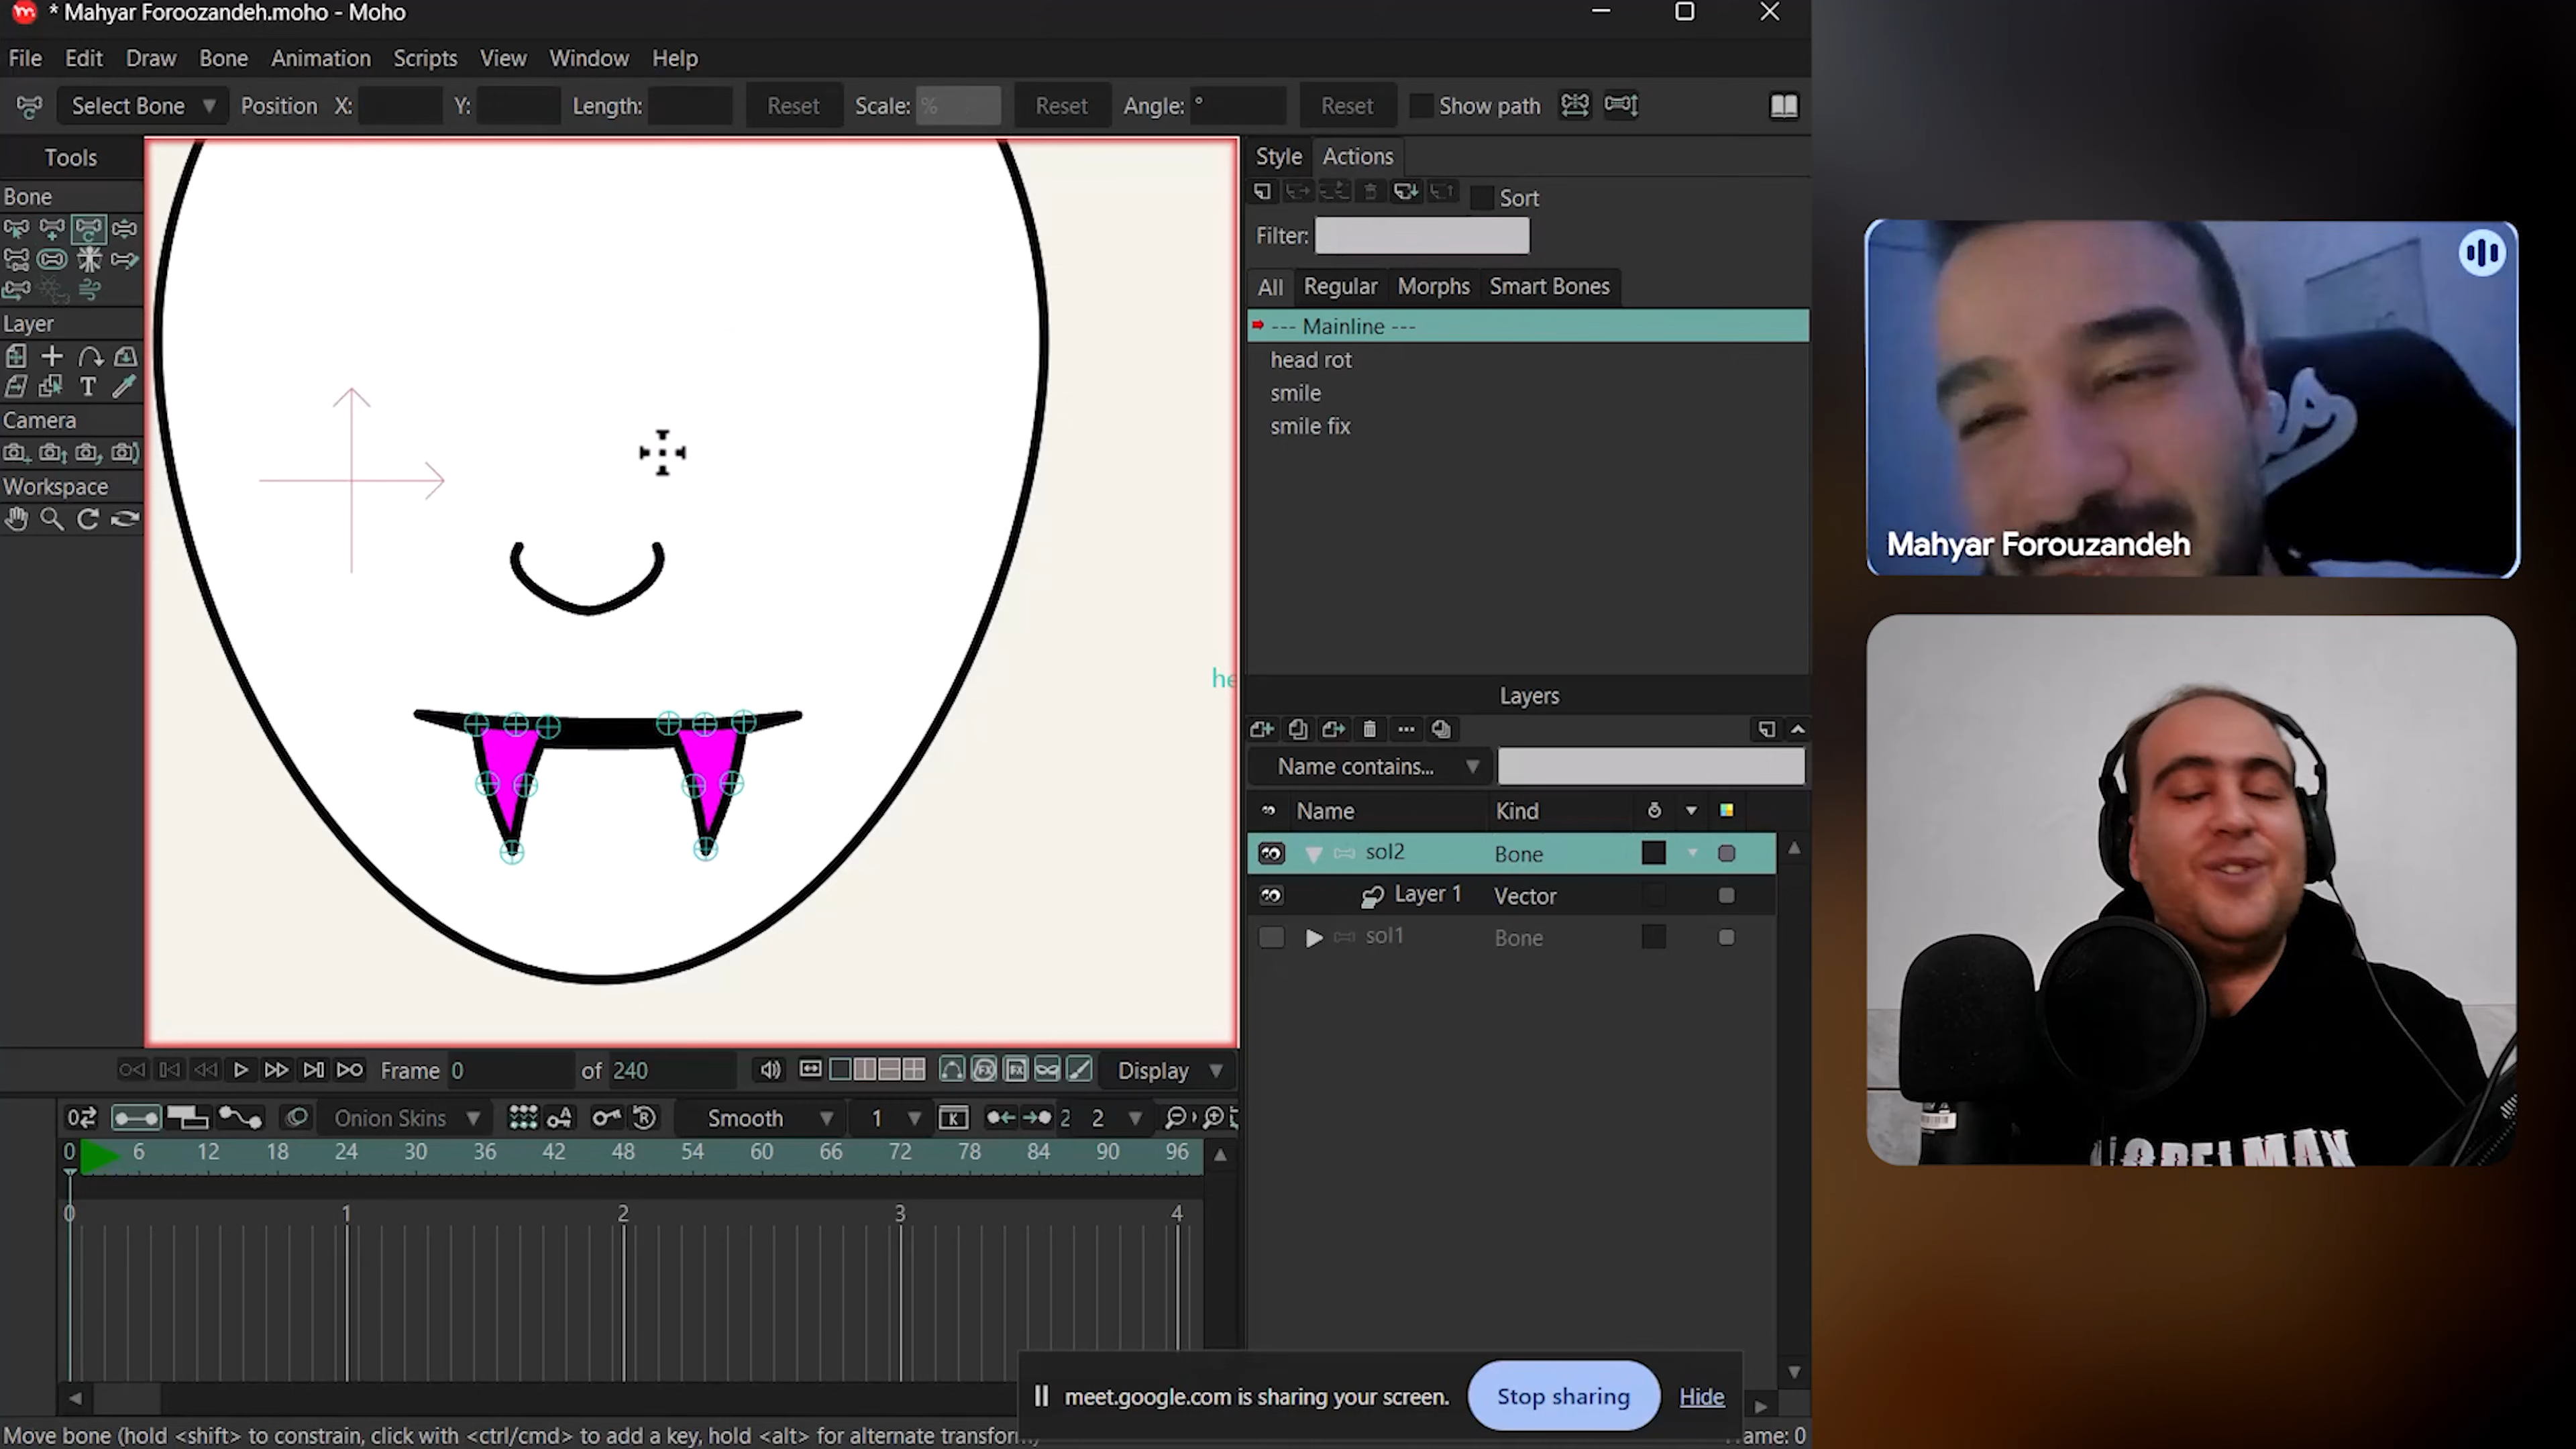 * Mahyar Foroozandeh.moho - Moho
File Edit Draw Bone Animation Scripts View Window Help
Select Bone Position X: Y: Length: Reset Scale: % Reset Angle: ° Reset Show path
Tools
Bone
Layer
T
Camera
Workspace
he
Style Actions
Sort
Filter:
All Regular Morphs Smart Bones
--- Mainline ---
head rot
smile
smile fix
Layers
Name contains...
Name Kind
sol2 Bone
Layer 1 Vector
sol1 Bone
Frame 0 of 240 Display
Onion Skins Smooth 1 K 2 2
0 6 12 18 24 30 36 42 48 54 60 66 72 78 84 90 96
0 1 2 3 4
meet.google.com is sharing your screen. Stop sharing Hide
Move bone (hold <shift> to constrain, click with <ctrl/cmd> to add a key, hold <alt> for alternate transform
ame: 0
Mahyar Forouzandeh